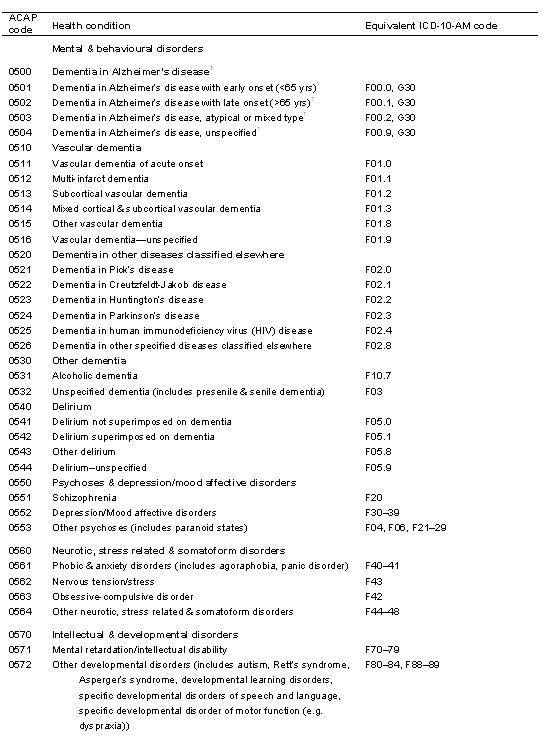 ACAP
code Health condition Equivalent ICD-10-AM code
Mental & behavioural disorders
0500 Dementia in Alzheimer's disease¹
0501 Dementia in Alzheimer's disease with early onset (<65 yrs)¹ F00.0, G30
0502 Dementia in Alzheimer's disease with late onset (>65 yrs)¹ F00.1, G30
0503 Dementia in Alzheimer's disease, atypical or mixed type¹ F00.2, G30
0504 Dementia in Alzheimer's disease, unspecified¹ F00.9, G30
0510 Vascular dementia
0511 Vascular dementia of acute onset F01.0
0512 Multi-infarct dementia F01.1
0513 Subcortical vascular dementia F01.2
0514 Mixed cortical & subcortical vascular dementia F01.3
0515 Other vascular dementia F01.8
0516 Vascular dementia—unspecified F01.9
0520 Dementia in other diseases classified elsewhere
0521 Dementia in Pick's disease F02.0
0522 Dementia in Creutzfeldt-Jakob disease F02.1
0523 Dementia in Huntington's disease F02.2
0524 Dementia in Parkinson's disease F02.3
0525 Dementia in human immunodeficiency virus (HIV) disease F02.4
0526 Dementia in other specified diseases classified elsewhere F02.8
0530 Other dementia
0531 Alcoholic dementia F10.7
0532 Unspecified dementia (includes presenile & senile dementia) F03
0540 Delirium
0541 Delirium not superimposed on dementia F05.0
0542 Delirium superimposed on dementia F05.1
0543 Other delirium F05.8
0544 Delirium–unspecified F05.9
0550 Psychoses & depression/mood affective disorders
0551 Schizophrenia F20
0552 Depression/Mood affective disorders F30–39
0553 Other psychoses (includes paranoid states) F04, F06, F21–29
0560 Neurotic, stress related & somatoform disorders
0561 Phobic & anxiety disorders (includes agoraphobia, panic disorder) F40–41
0562 Nervous tension/stress F43
0563 Obsessive-compulsive disorder F42
0564 Other neurotic, stress related & somatoform disorders F44–48
0570 Intellectual & developmental disorders
0571 Mental retardation/intellectual disability F70–79
0572 Other developmental disorders (includes autism, Rett's syndrome, F80–84, F88–89
Asperger's syndrome, developmental learning disorders,
specific developmental disorders of speech and language,
specific developmental disorder of motor function (e.g.
dyspraxia))